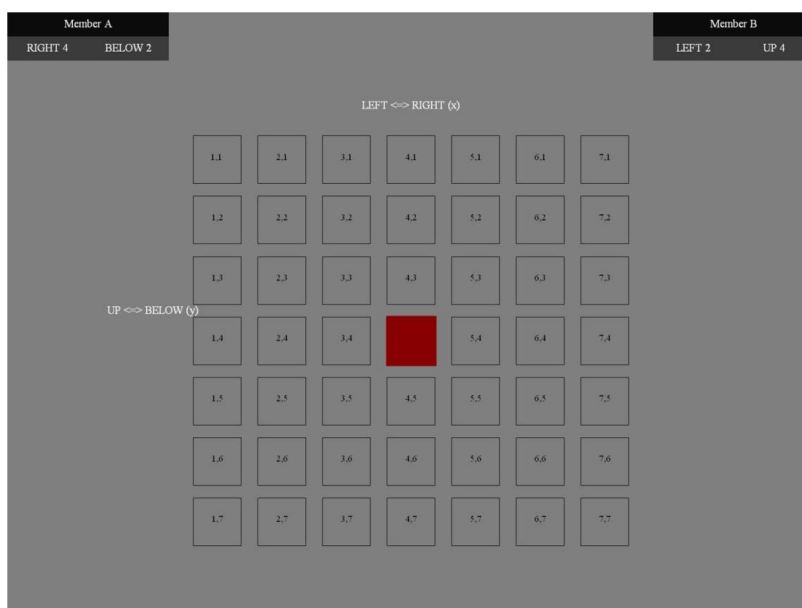 Member A
RIGHT 4 BELOW 2
Member B
LEFT 2 UP 4
LEFT <=> RIGHT (x)
1,1 2,1 3,1 4,1 5,1 6,1 7,1
1,2 2,2 3,2 4,2 5,2 6,2 7,2
1,3 2,3 3,3 4,3 5,3 6,3 7,3
UP <=> BELOW (y)
1,4 2,4 3,4 5,4 6,4 7,4
1,5 2,5 3,5 4,5 5,5 6,5 7,5
1,6 2,6 3,6 4,6 5,6 6,6 7,6
1,7 2,7 3,7 4,7 5,7 6,7 7,7